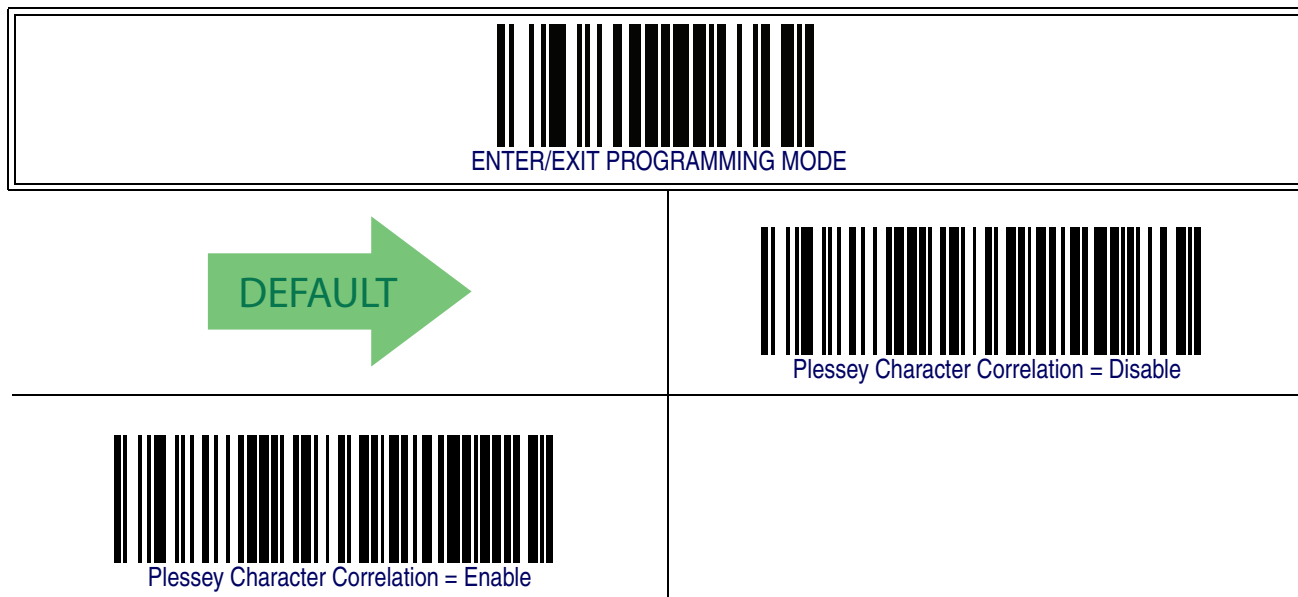 ENTER/EXIT PROGRAMMING MODE
DEFAULT
Plessey Character Correlation = Disable
Plessey Character Correlation = Enable